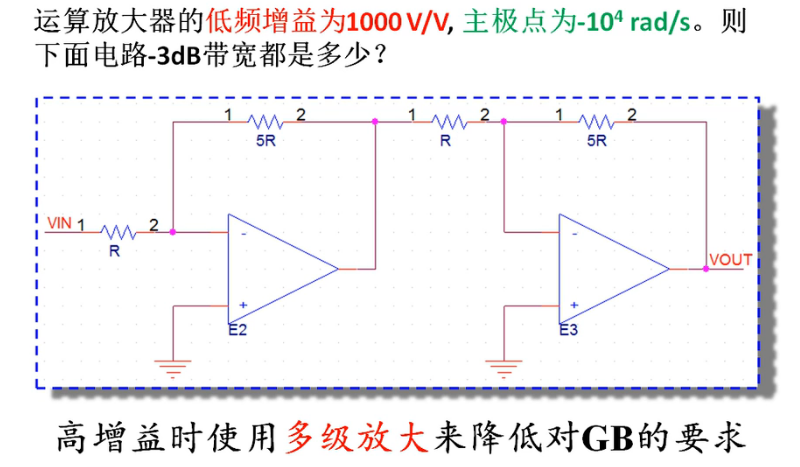 运算放大器的低频增益为1000 V/V, 主极点为-10⁴ rad/s。则
下面电路-3dB带宽都是多少?
1 2 1 2 1 2
5R R 5R
VIN 1 2
R
- -
VOUT
+ +
E2 E3
高增益时使用多级放大来降低对GB的要求